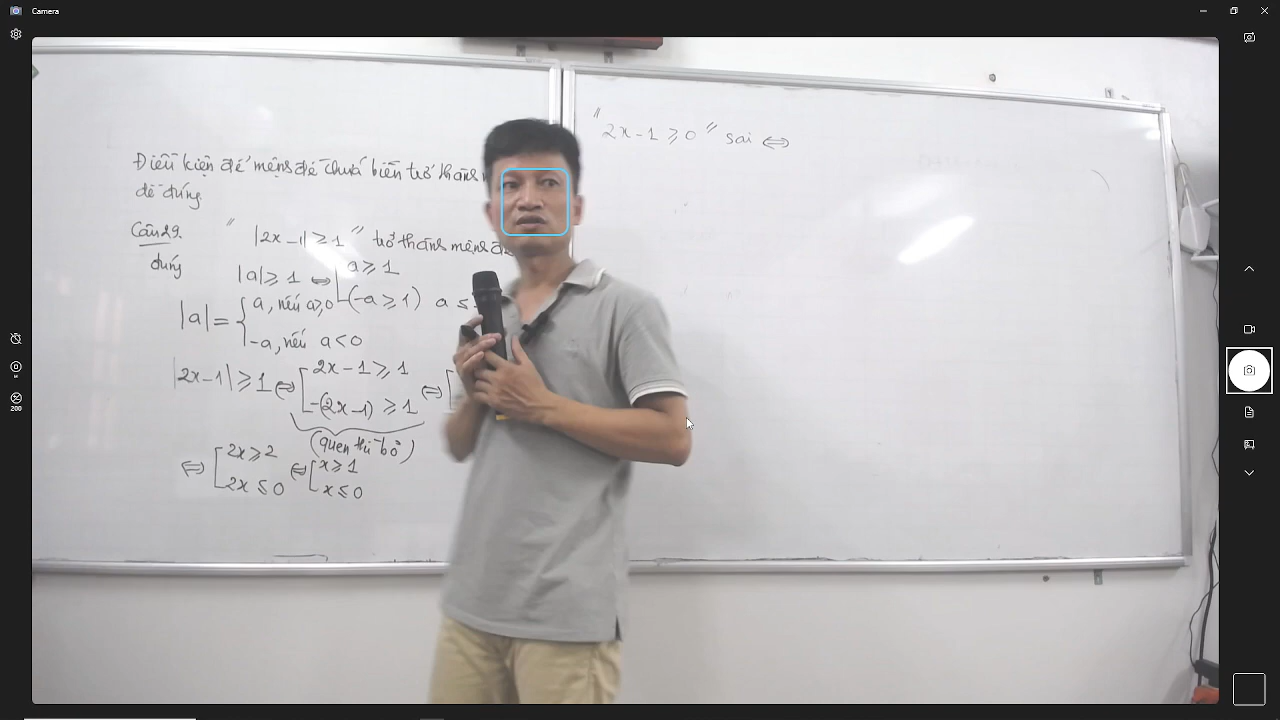 Camera
Điều kiện để mệnh đề chứa biến trở thành
đề đúng
Câu 29.
" |2x-1| ≥ 1 " trở thành mệnh đề
đúng
|a| ≥ 1 ⇔ [ a ≥ 1
(-a ≥ 1) a ≤
|a| = { a, nếu a ≥ 0
-a, nếu a < 0
|2x-1| ≥ 1 ⇔ [ 2x-1 ≥ 1
-(2x-1) ≥ 1 ⇔ [
(quen thì bỏ)
⇔ [ 2x ≥ 2
2x ≤ 0
⇔ [ x ≥ 1
x ≤ 0
" 2x-1 ≥ 0 " sai ⇔
200